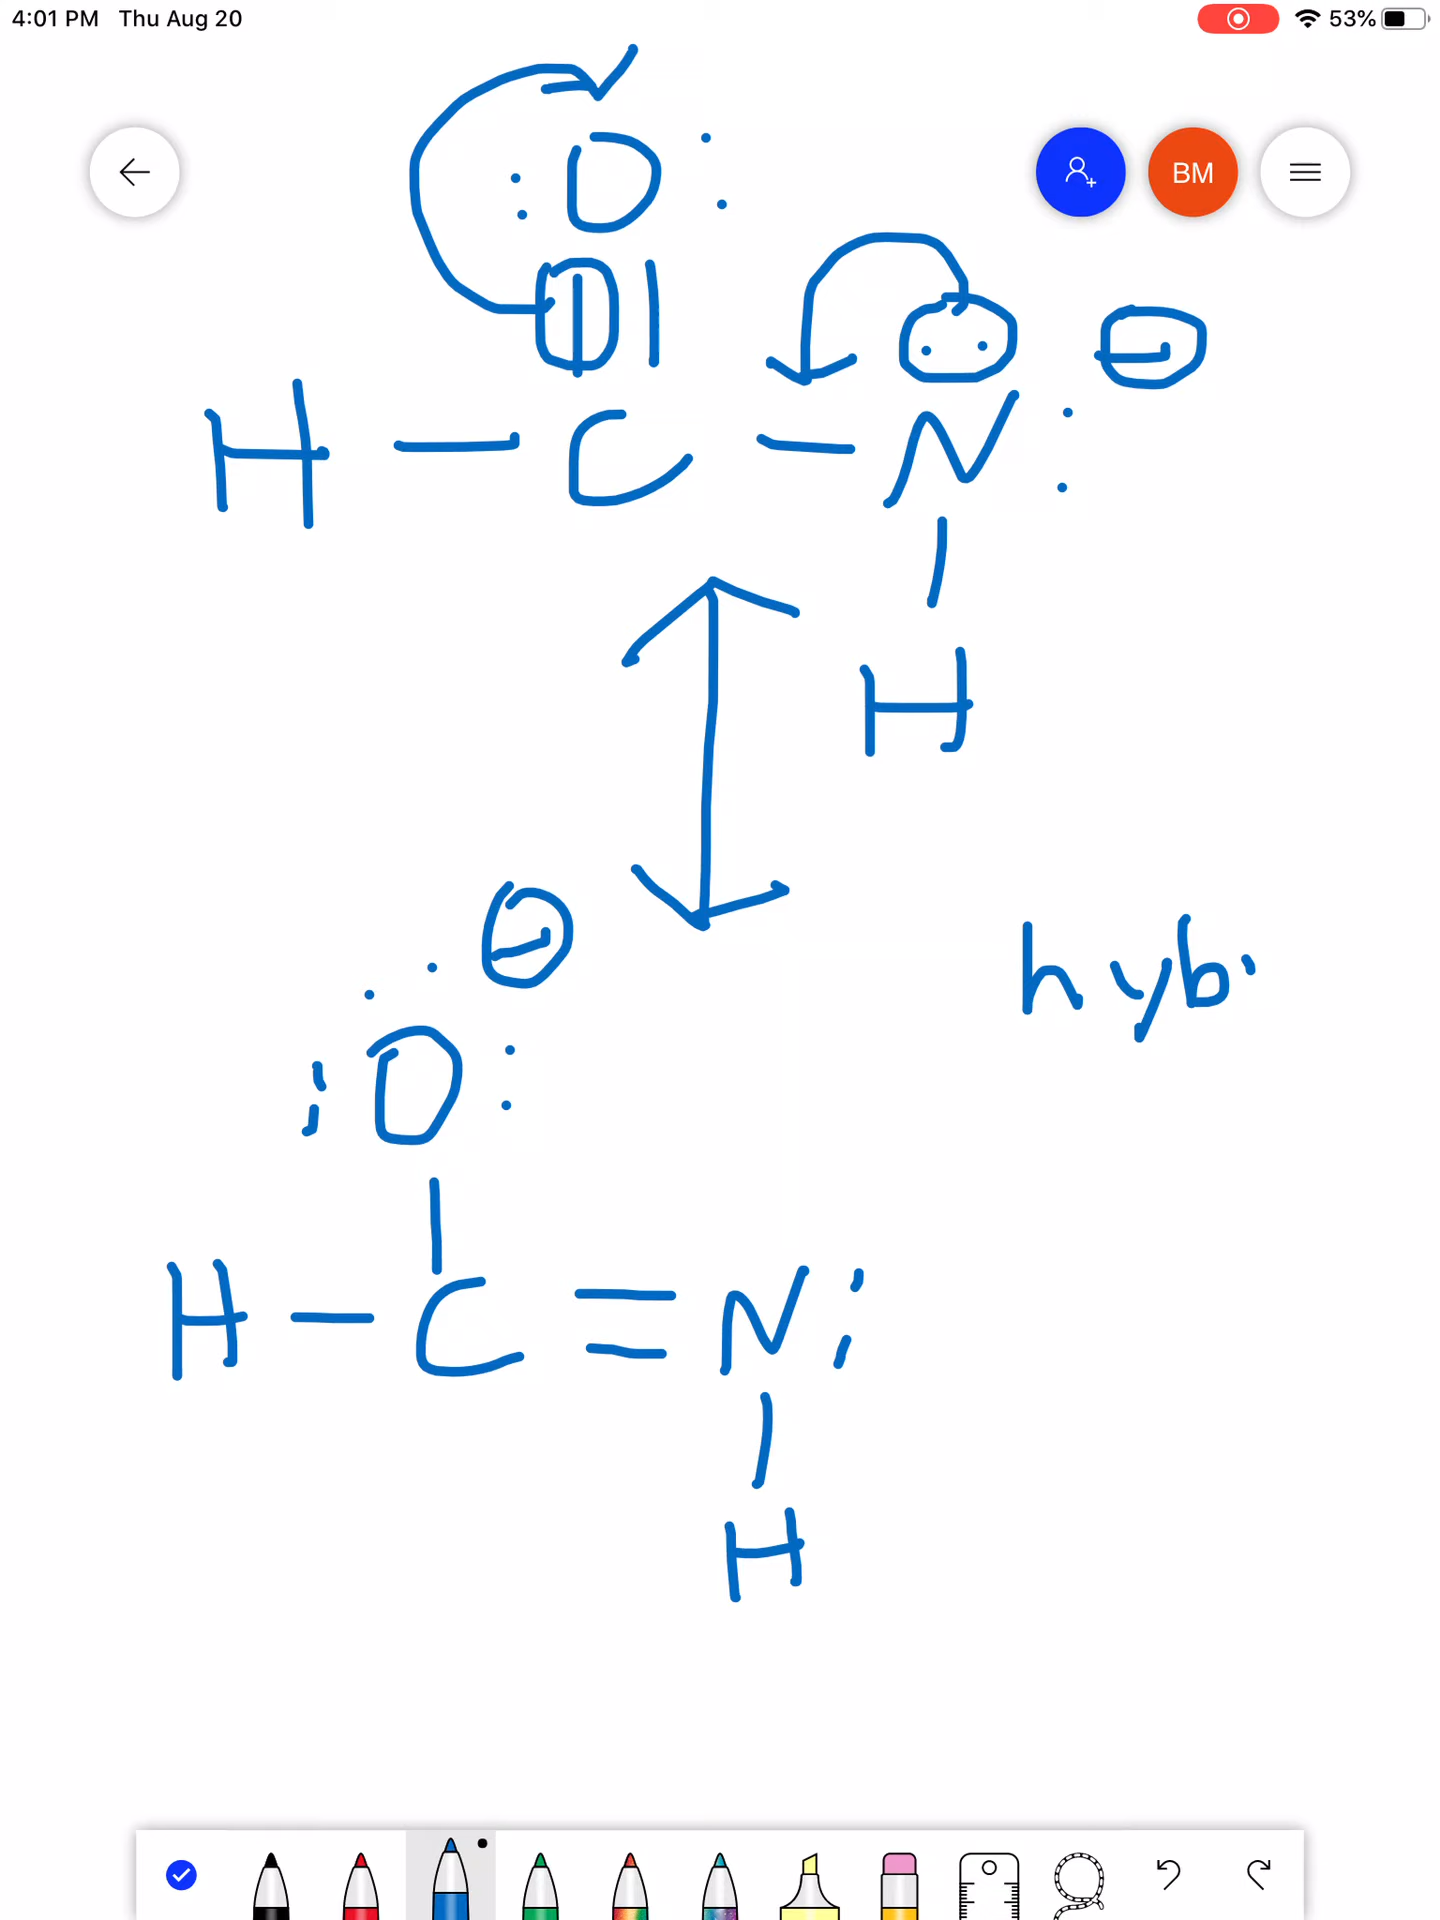 4:01 PM Thu Aug 20 53%
BM
:O:
H — C — N:
H
hyb
:O:
H — C = N:
H